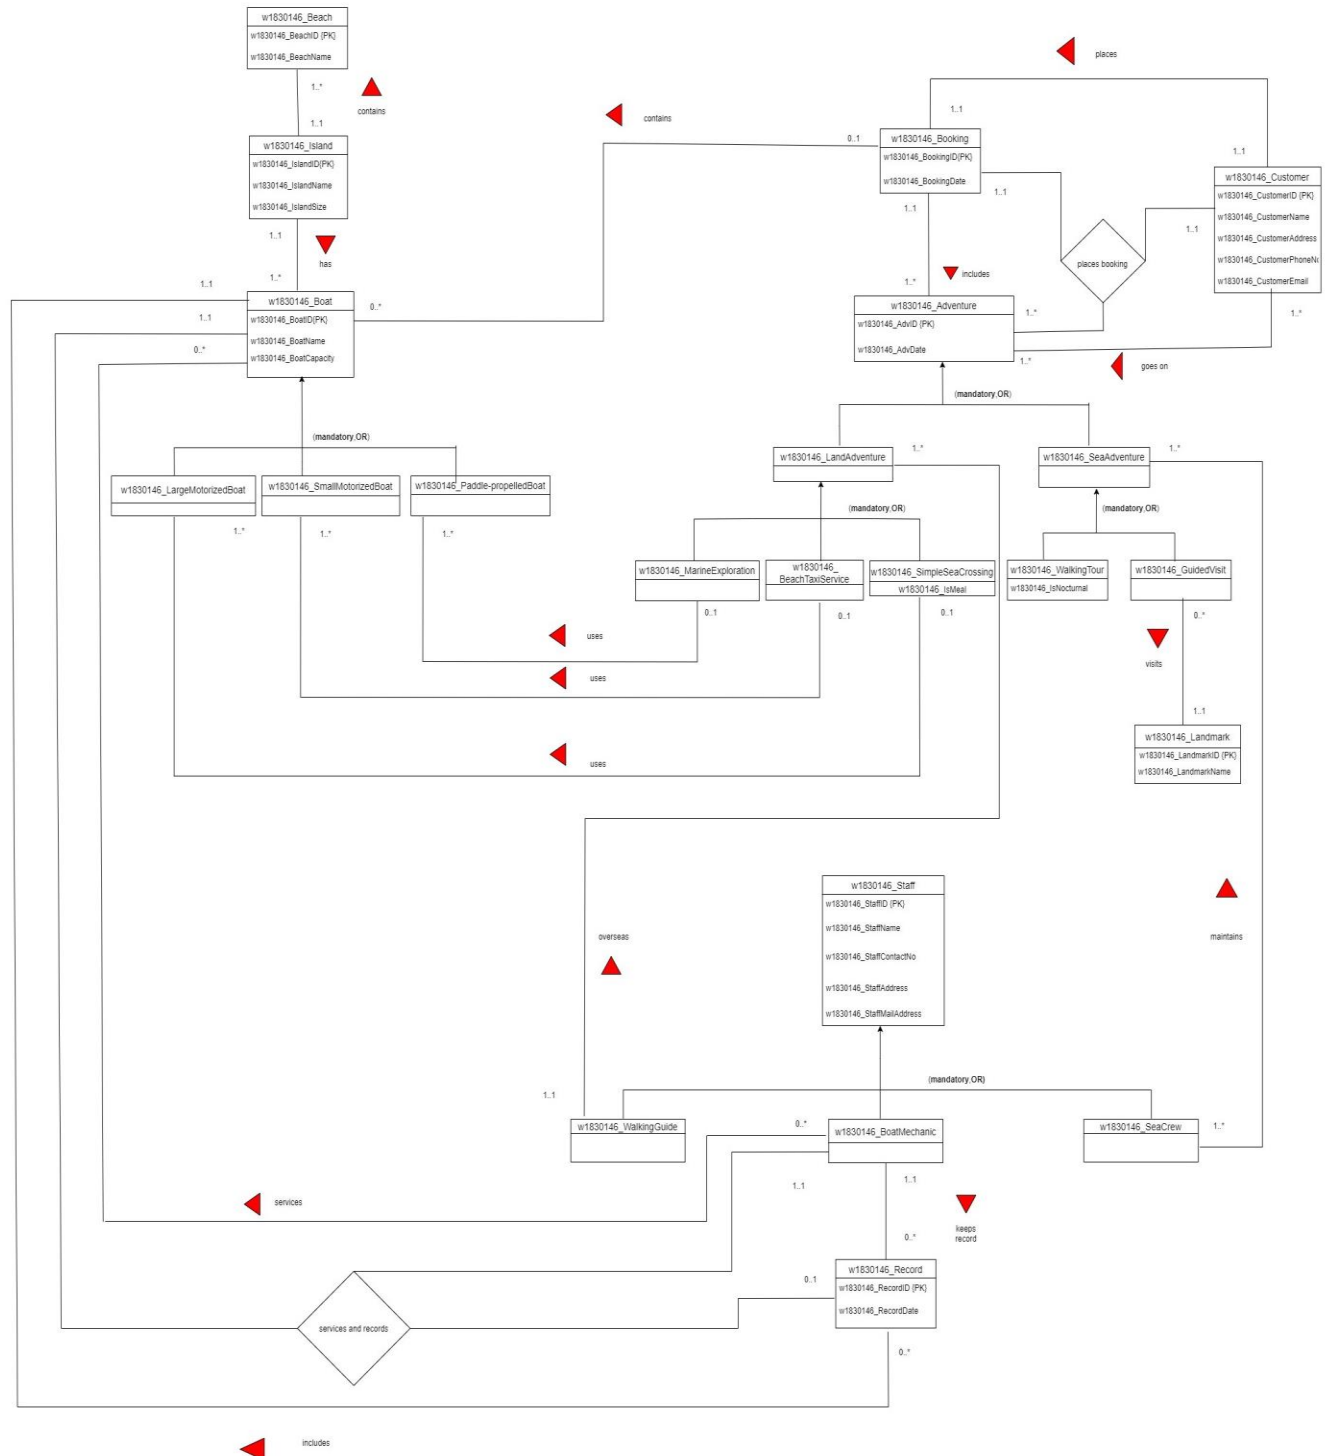 w1830146_Beach
w1830146_BeachID {PK}
w1830146_BeachName
1..*
contains
1..1
w1830146_Island
w1830146_IslandID{PK}
w1830146_IslandName
w1830146_IslandSize
1..1
has
1..*
1..1
w1830146_Boat
w1830146_BoatID{PK}
w1830146_BoatName
w1830146_BoatCapacity
1..1
0..*
0..*
contains
0..1
places
1..1
1..1
w1830146_Booking
w1830146_BookingID{PK}
w1830146_BookingDate
1..1
1..1
w1830146_Customer
w1830146_CustomerID {PK}
w1830146_CustomerName
w1830146_CustomerAddress
w1830146_CustomerPhoneNo
w1830146_CustomerEmail
1..1
places booking
includes
1..*
1..*
1..*
w1830146_Adventure
w1830146_AdvID {PK}
w1830146_AdvDate
1..*
goes on
(mandatory,OR)
(mandatory,OR)
w1830146_LargeMotorizedBoat
w1830146_SmallMotorizedBoat
w1830146_Paddle-propelledBoat
1..*
1..*
1..*
w1830146_LandAdventure
1..*
w1830146_SeaAdventure
1..*
(mandatory,OR)
(mandatory,OR)
w1830146_MarineExploration
w1830146_
BeachTaxiService
w1830146_SimpleSeaCrossing
w1830146_IsMeal
w1830146_WalkingTour
w1830146_IsNocturnal
w1830146_GuidedVisit
0..1
0..1
0..1
0..*
uses
uses
uses
visits
1..1
w1830146_Landmark
w1830146_LandmarkID {PK}
w1830146_LandmarkName
w1830146_Staff
w1830146_StaffID {PK}
w1830146_StaffName
w1830146_StaffContactNo
w1830146_StaffAddress
w1830146_StaffMailAddress
overseas
maintains
(mandatory,OR)
1..1
w1830146_WalkingGuide
0..*
w1830146_BoatMechanic
w1830146_SeaCrew
1..*
services
1..1
1..1
keeps
record
0..*
0..1
w1830146_Record
w1830146_RecordID {PK}
w1830146_RecordDate
services and records
0..*
includes